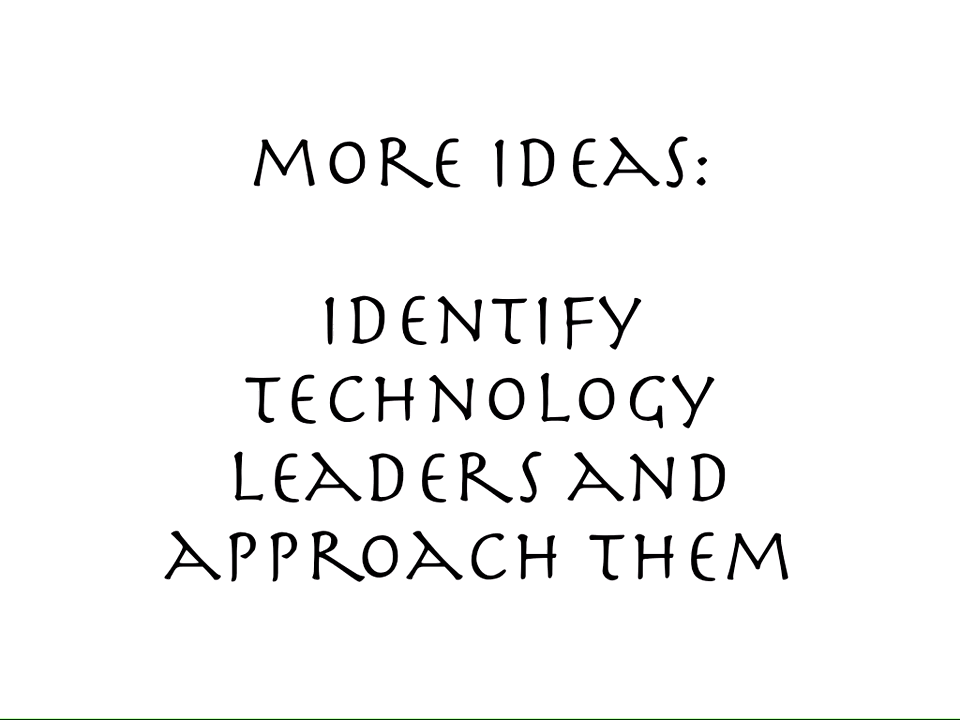 MORE IDEAS:
IDENTIFY
TECHNOLOGY
LEADERS AND
APPROACH THEM